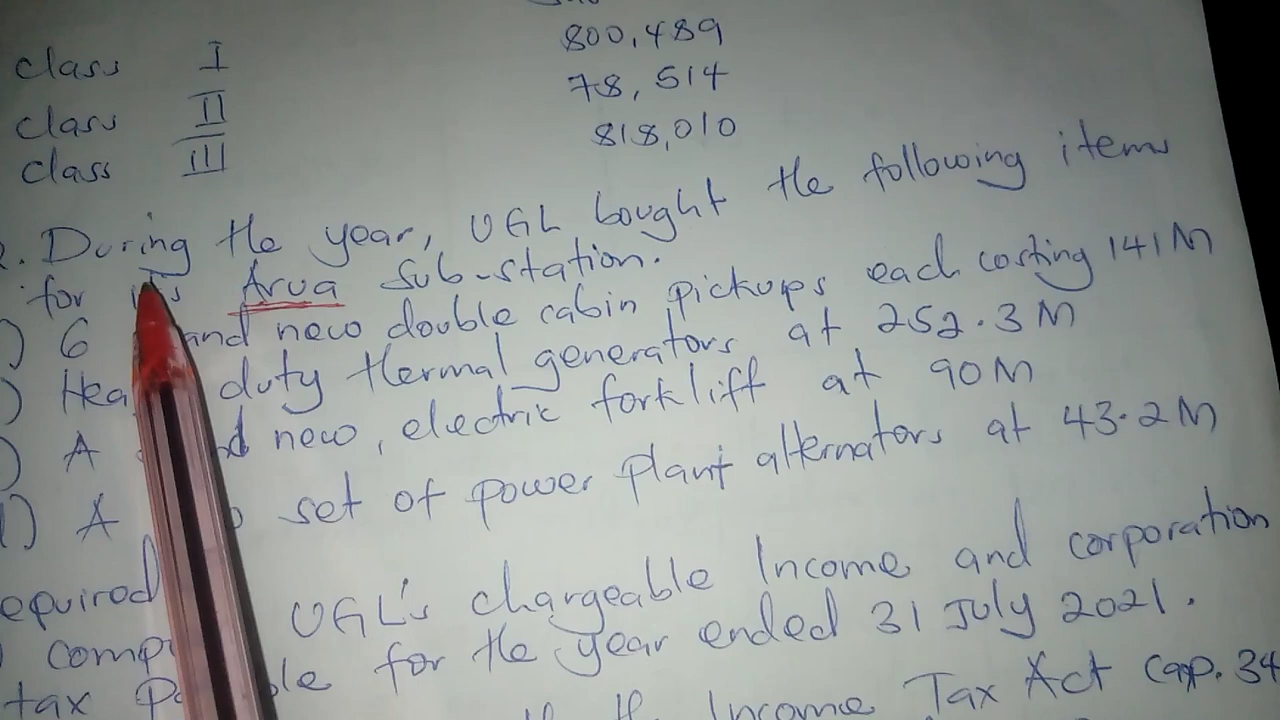 800,489
class I
78,514
class II
818,010
class III
2. During the year, UGL bought the following items
for its Arua Sub-station.
) 6 and new double cabin pickups each costing 141M
) Hea duty thermal generators at 252.3M
) A new, electric forklift at 90M
) A set of power plant alternators at 43.2M
equired
comp UGL's chargeable Income and corporation
tax for the year ended 31 July 2021.
Income Tax Act Cap. 34